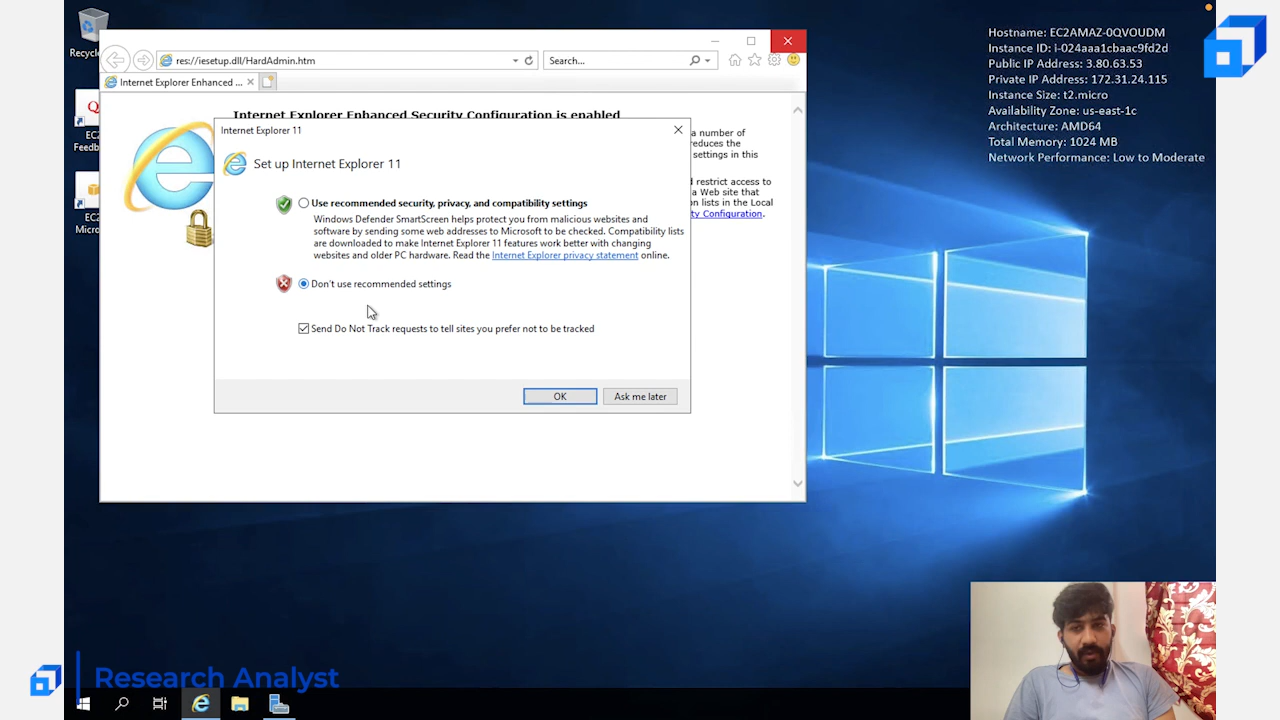 Recyc
res://iesetup.dll/HardAdmin.htm
Search...
Internet Explorer Enhanced ...
Internet Explorer Enhanced Security Configuration is enabled
Internet Explorer 11
a number of
reduces the
settings in this
Set up Internet Explorer 11
d restrict access to
a Web site that
on lists in the Local
ty Configuration.
Use recommended security, privacy, and compatibility settings
Windows Defender SmartScreen helps protect you from malicious websites and
software by sending some web addresses to Microsoft to be checked. Compatibility lists
are downloaded to make Internet Explorer 11 features work better with changing
websites and older PC hardware. Read the Internet Explorer privacy statement online.
Don't use recommended settings
Send Do Not Track requests to tell sites you prefer not to be tracked
OK
Ask me later
EC2
Feedb
EC
Micros
Hostname: EC2AMAZ-0QVOUDM
Instance ID: i-024aaa1cbaac9fd2d
Public IP Address: 3.80.63.53
Private IP Address: 172.31.24.115
Instance Size: t2.micro
Availability Zone: us-east-1c
Architecture: AMD64
Total Memory: 1024 MB
Network Performance: Low to Moderate
Research Analyst